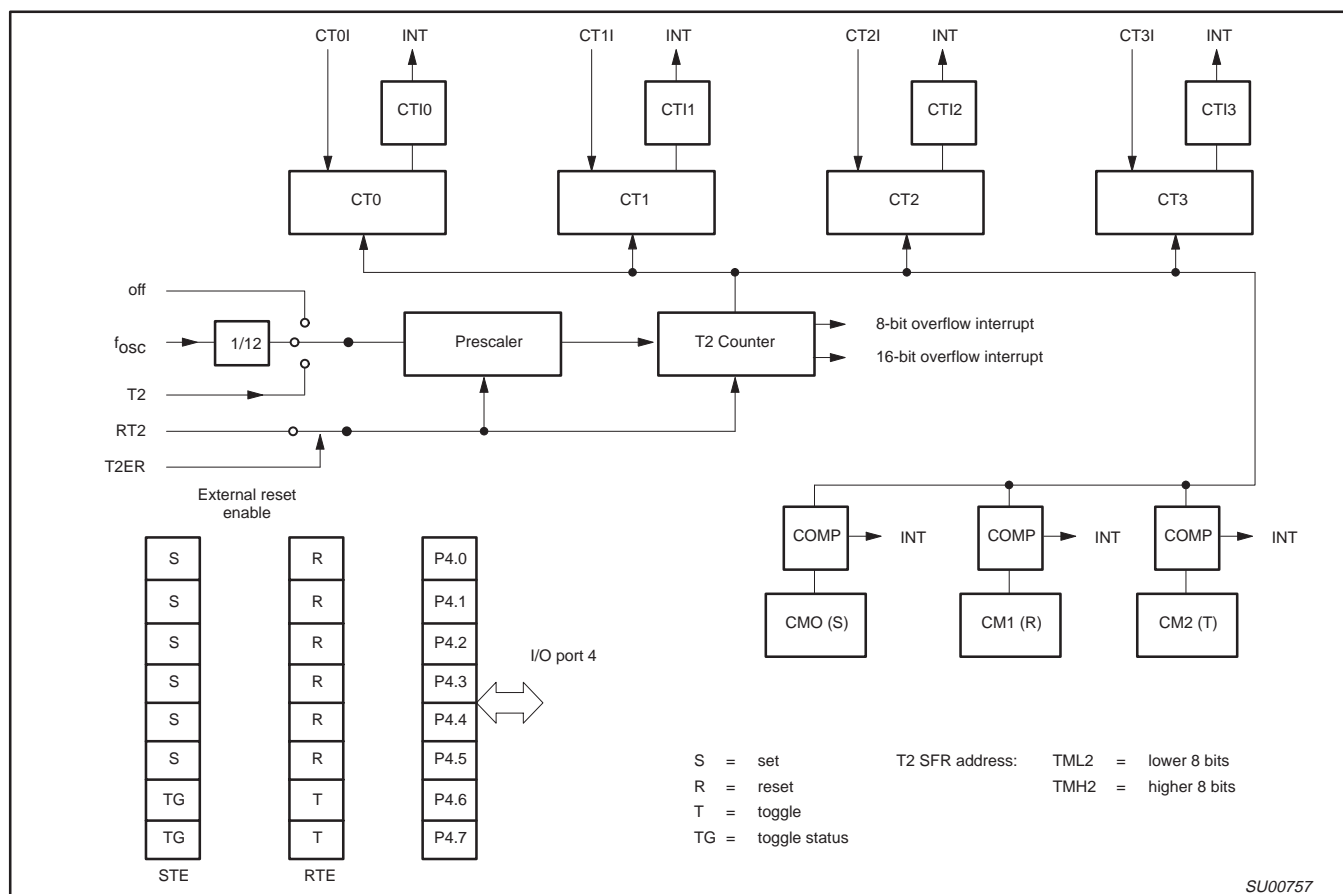 CT0I INT CT1I INT CT2I INT CT3I INT
CTI0 CTI1 CTI2 CTI3
CT0 CT1 CT2 CT3
off
fosc 1/12 Prescaler T2 Counter 8-bit overflow interrupt
16-bit overflow interrupt
T2
RT2
T2ER
External reset
enable
COMP INT COMP INT COMP INT
CMO (S) CM1 (R) CM2 (T)
S R P4.0
S R P4.1
S R P4.2
I/O port 4
S R P4.3
S R P4.4
S R P4.5
TG T P4.6
TG T P4.7
STE RTE
S = set T2 SFR address: TML2 = lower 8 bits
R = reset TMH2 = higher 8 bits
T = toggle
TG = toggle status
SU00757